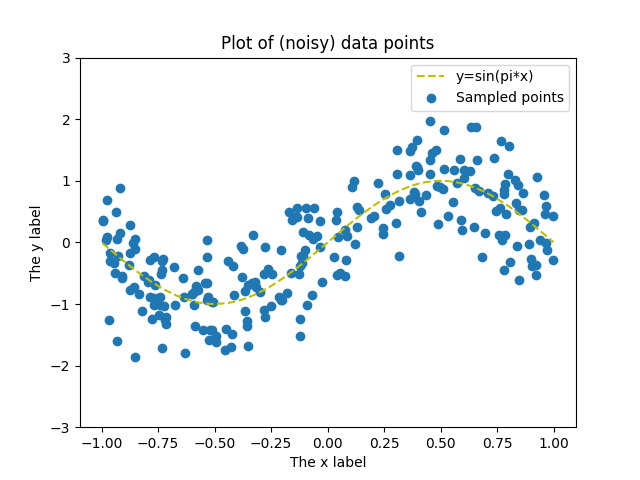 Plot of (noisy) data points
y=sin(pi*x)
Sampled points
The y label
3
2
1
0
−1
−2
−3
−1.00 −0.75 −0.50 −0.25 0.00 0.25 0.50 0.75 1.00
The x label